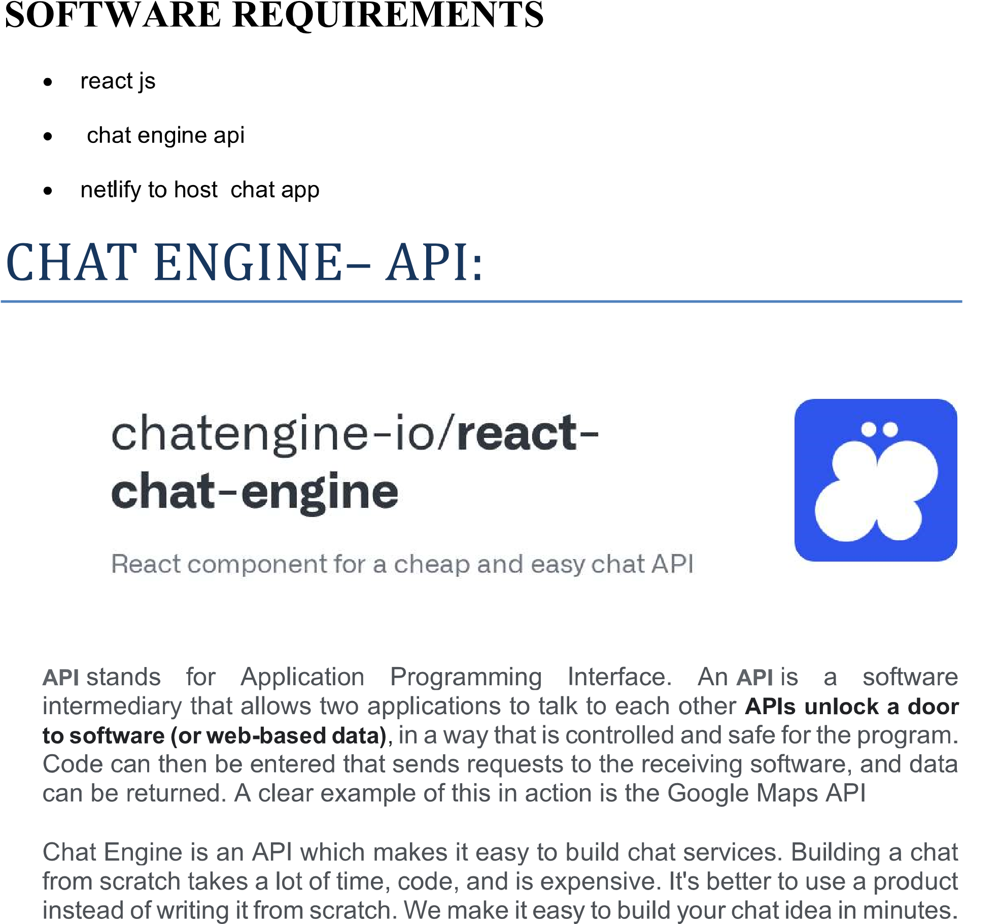 SOFTWARE REQUIREMENTS
• react js
• chat engine api
• netlify to host  chat app
CHAT ENGINE– API:
chatengine-io/react-
chat-engine
React component for a cheap and easy chat API
API stands for Application Programming Interface. An API is a software
intermediary that allows two applications to talk to each other APIs unlock a door
to software (or web-based data), in a way that is controlled and safe for the program.
Code can then be entered that sends requests to the receiving software, and data
can be returned. A clear example of this in action is the Google Maps API
Chat Engine is an API which makes it easy to build chat services. Building a chat
from scratch takes a lot of time, code, and is expensive. It's better to use a product
instead of writing it from scratch. We make it easy to build your chat idea in minutes.